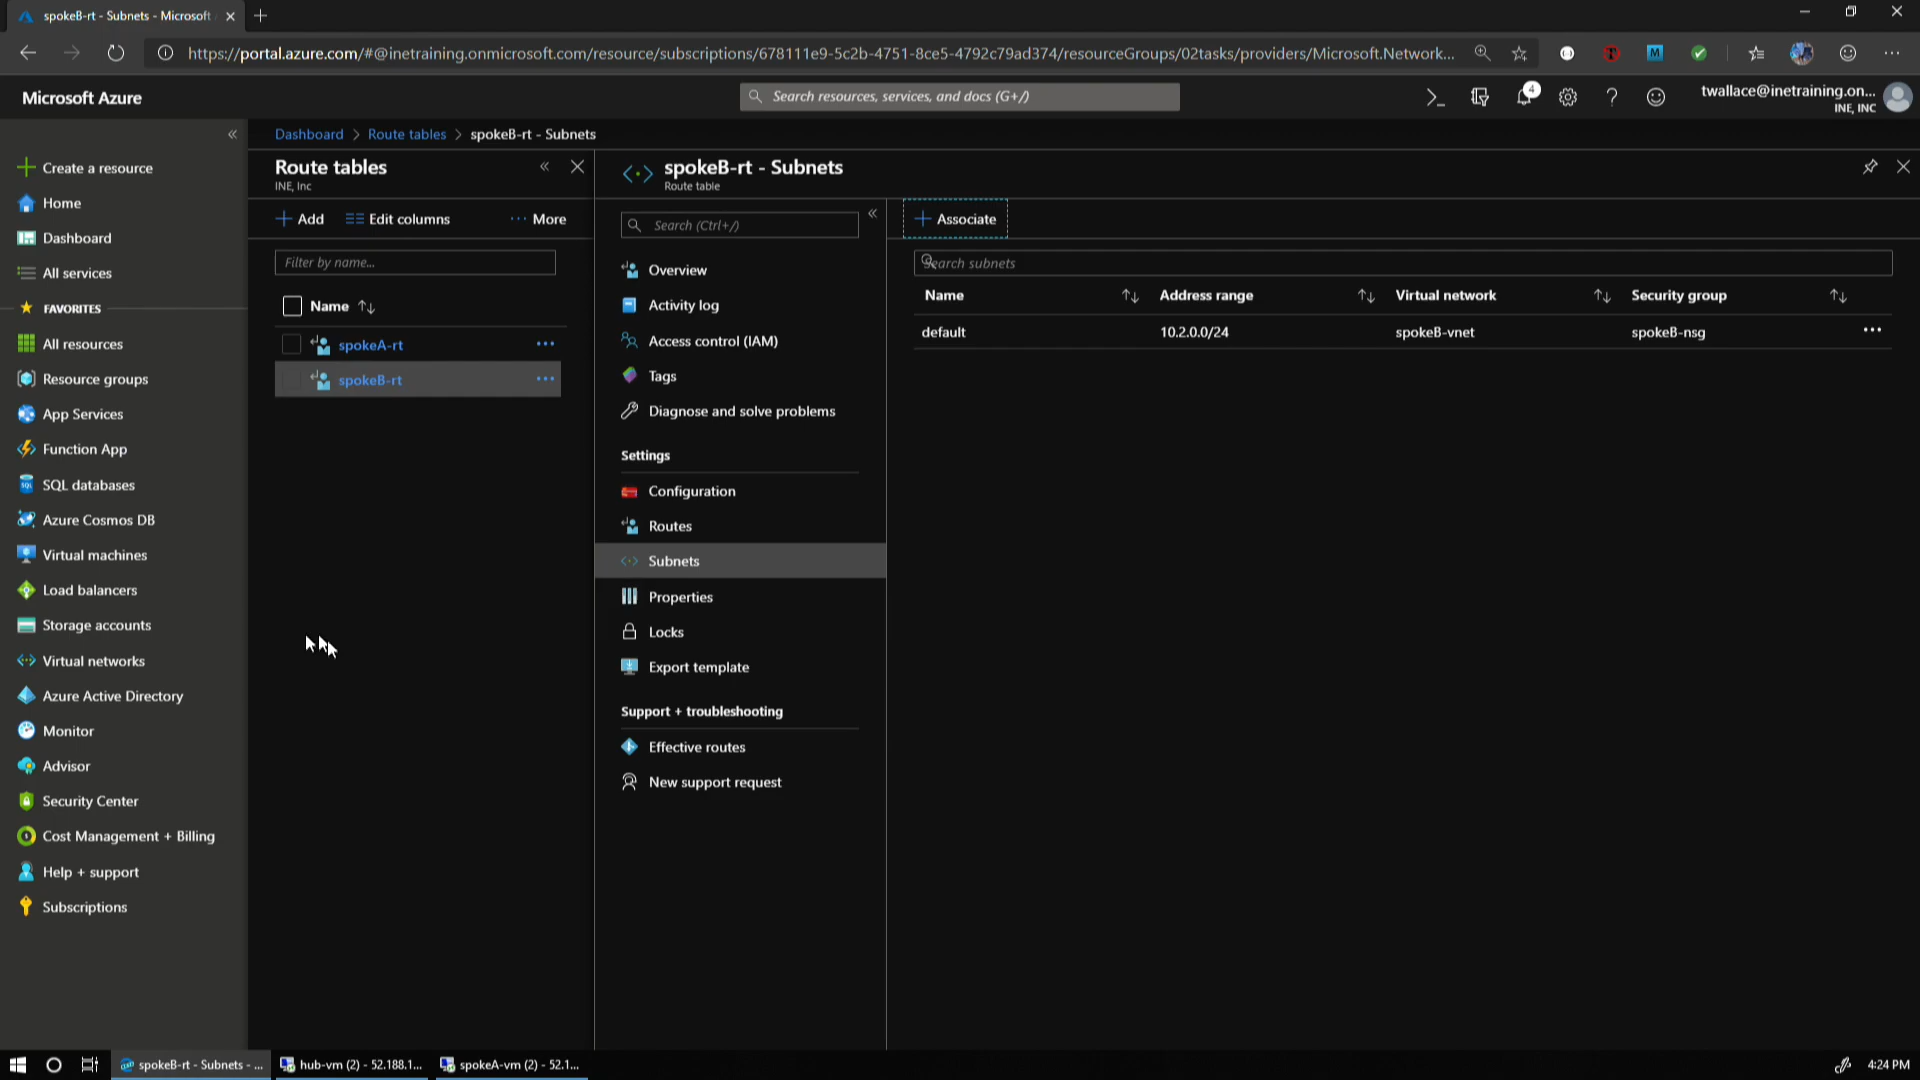 spokeB-rt - Subnets - Microsoft
https://portal.azure.com/#@inetraining.onmicrosoft.com/resource/subscriptions/678111e9-5c2b-4751-8ce5-4792c79ad374/resourceGroups/02tasks/providers/Microsoft.Network...
Microsoft Azure
Search resources, services, and docs (G+/)
4
twallace@inetraining.on...
INE, INC
Dashboard > Route tables > spokeB-rt - Subnets
Create a resource
Home
Dashboard
All services
FAVORITES
All resources
Resource groups
App Services
Function App
SQL databases
Azure Cosmos DB
Virtual machines
Load balancers
Storage accounts
Virtual networks
Azure Active Directory
Monitor
Advisor
Security Center
Cost Management + Billing
Help + support
Subscriptions
Route tables
INE, Inc
Add Edit columns ... More
Filter by name...
Name
spokeA-rt ...
spokeB-rt ...
spokeB-rt - Subnets
Route table
Search (Ctrl+/)
Overview
Activity log
Access control (IAM)
Tags
Diagnose and solve problems
Settings
Configuration
Routes
Subnets
Properties
Locks
Export template
Support + troubleshooting
Effective routes
New support request
Associate
Search subnets
Name Address range Virtual network Security group
default 10.2.0.0/24 spokeB-vnet spokeB-nsg ...
spokeB-rt - Subnets - ... hub-vm (2) - 52.188.1... spokeA-vm (2) - 52.1... 4:24 PM